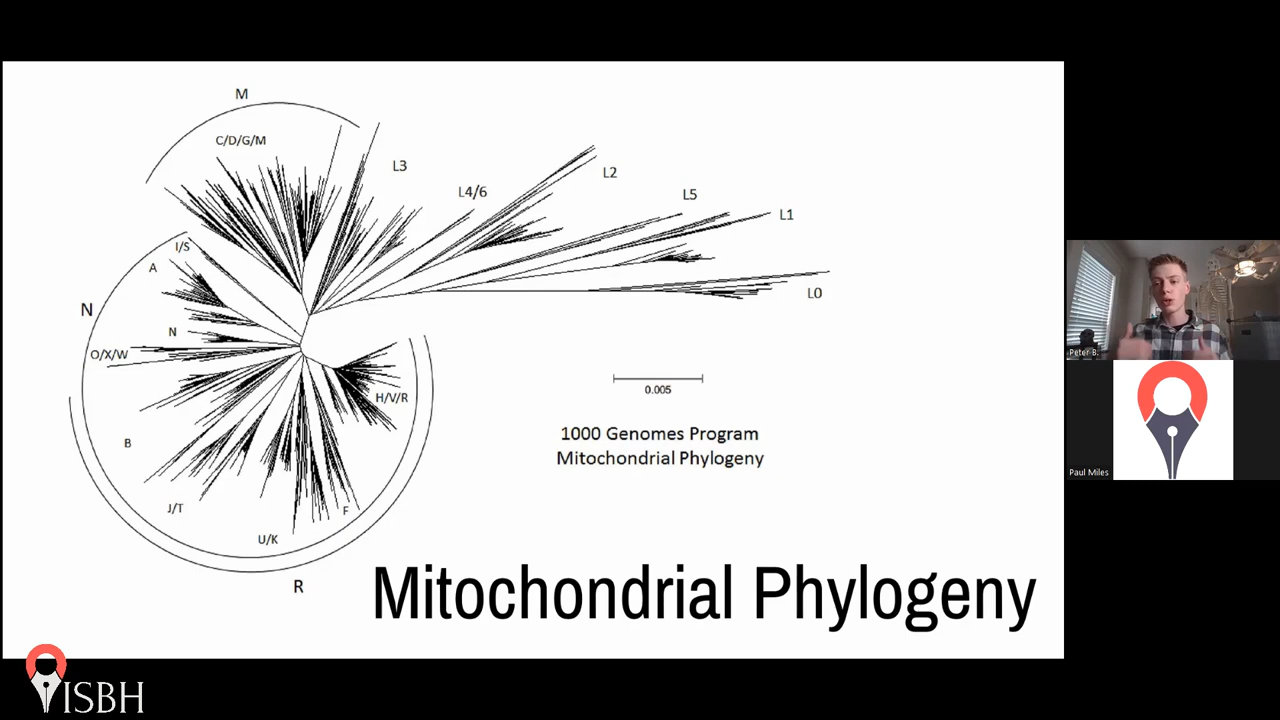 M
C/D/G/M
L3
L4/6
L2
L5
L1
L0
I/S
A
N
N
O/X/W
B
J/T
U/K
F
H/V/R
R
0.005
1000 Genomes Program
Mitochondrial Phylogeny
Mitochondrial Phylogeny
ISBH
Peter B.
Paul Miles